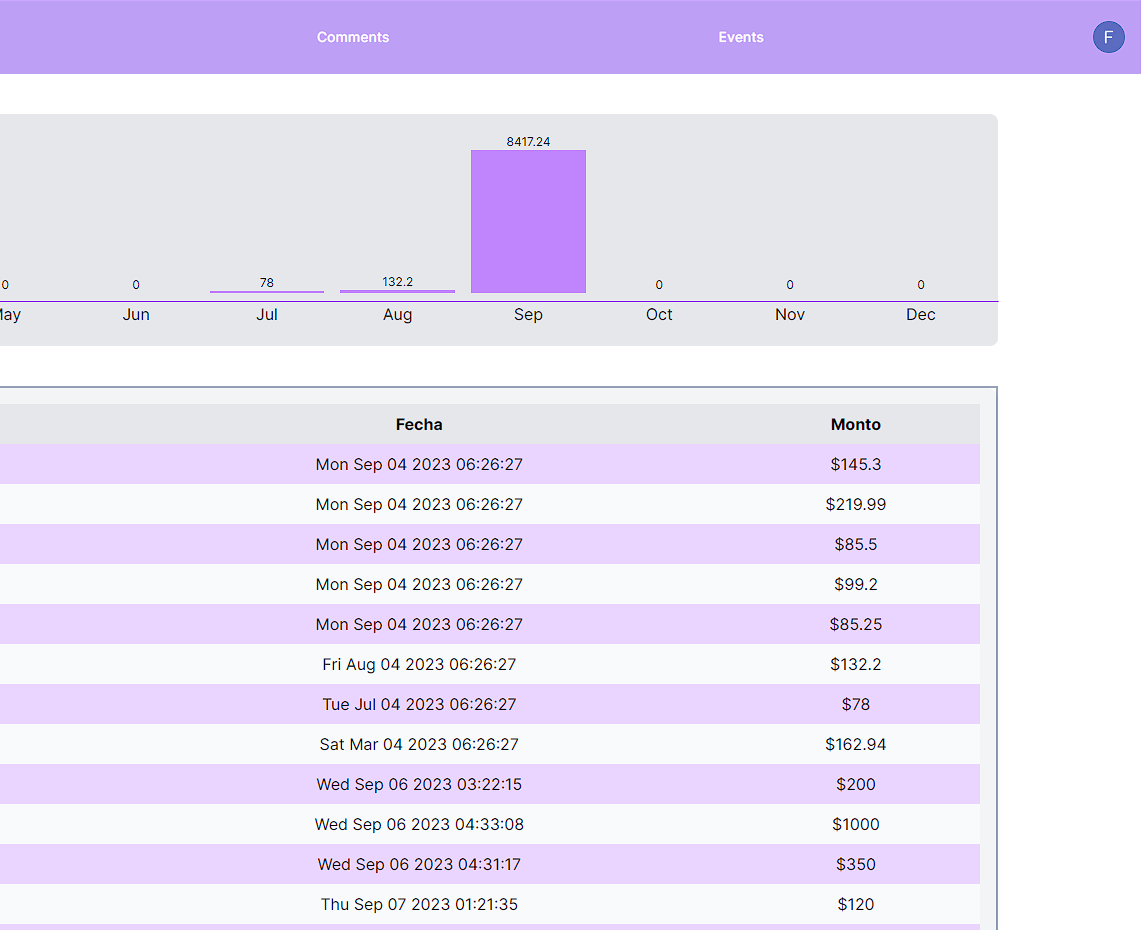 Comments Events F
8417.24
0 0 78 132.2 0 0 0
ay Jun Jul Aug Sep Oct Nov Dec
Fecha Monto
Mon Sep 04 2023 06:26:27 $145.3
Mon Sep 04 2023 06:26:27 $219.99
Mon Sep 04 2023 06:26:27 $85.5
Mon Sep 04 2023 06:26:27 $99.2
Mon Sep 04 2023 06:26:27 $85.25
Fri Aug 04 2023 06:26:27 $132.2
Tue Jul 04 2023 06:26:27 $78
Sat Mar 04 2023 06:26:27 $162.94
Wed Sep 06 2023 03:22:15 $200
Wed Sep 06 2023 04:33:08 $1000
Wed Sep 06 2023 04:31:17 $350
Thu Sep 07 2023 01:21:35 $120